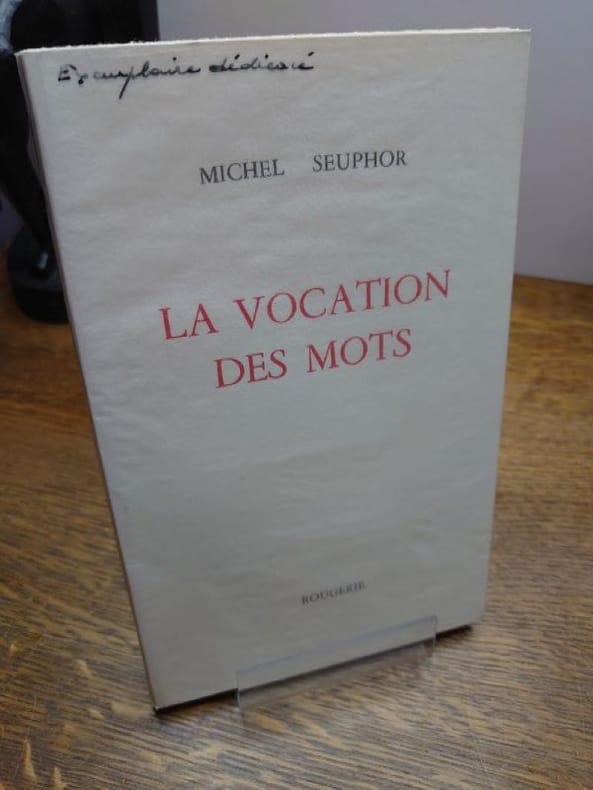 Exemplaire dédicacé
MICHEL SEUPHOR
LA VOCATION
DES MOTS
ROUGERIE